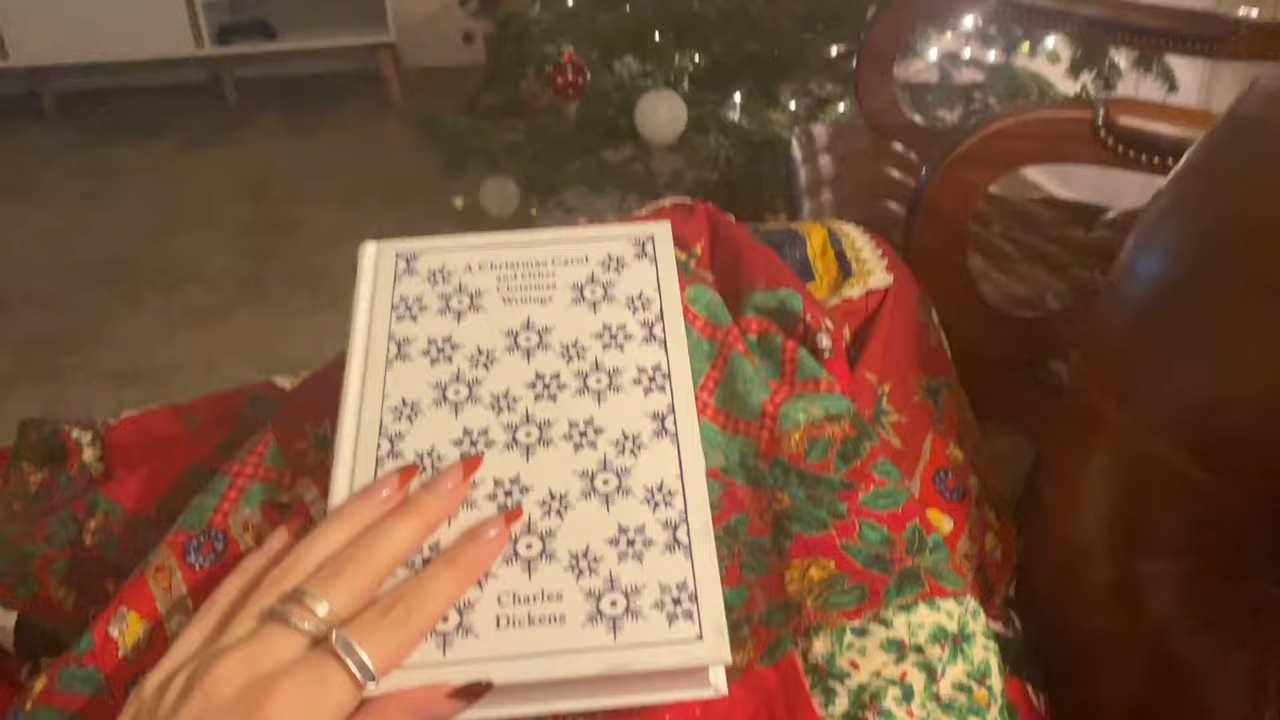 A Christmas Carol
and Other
Christmas
Writings
Charles
Dickens